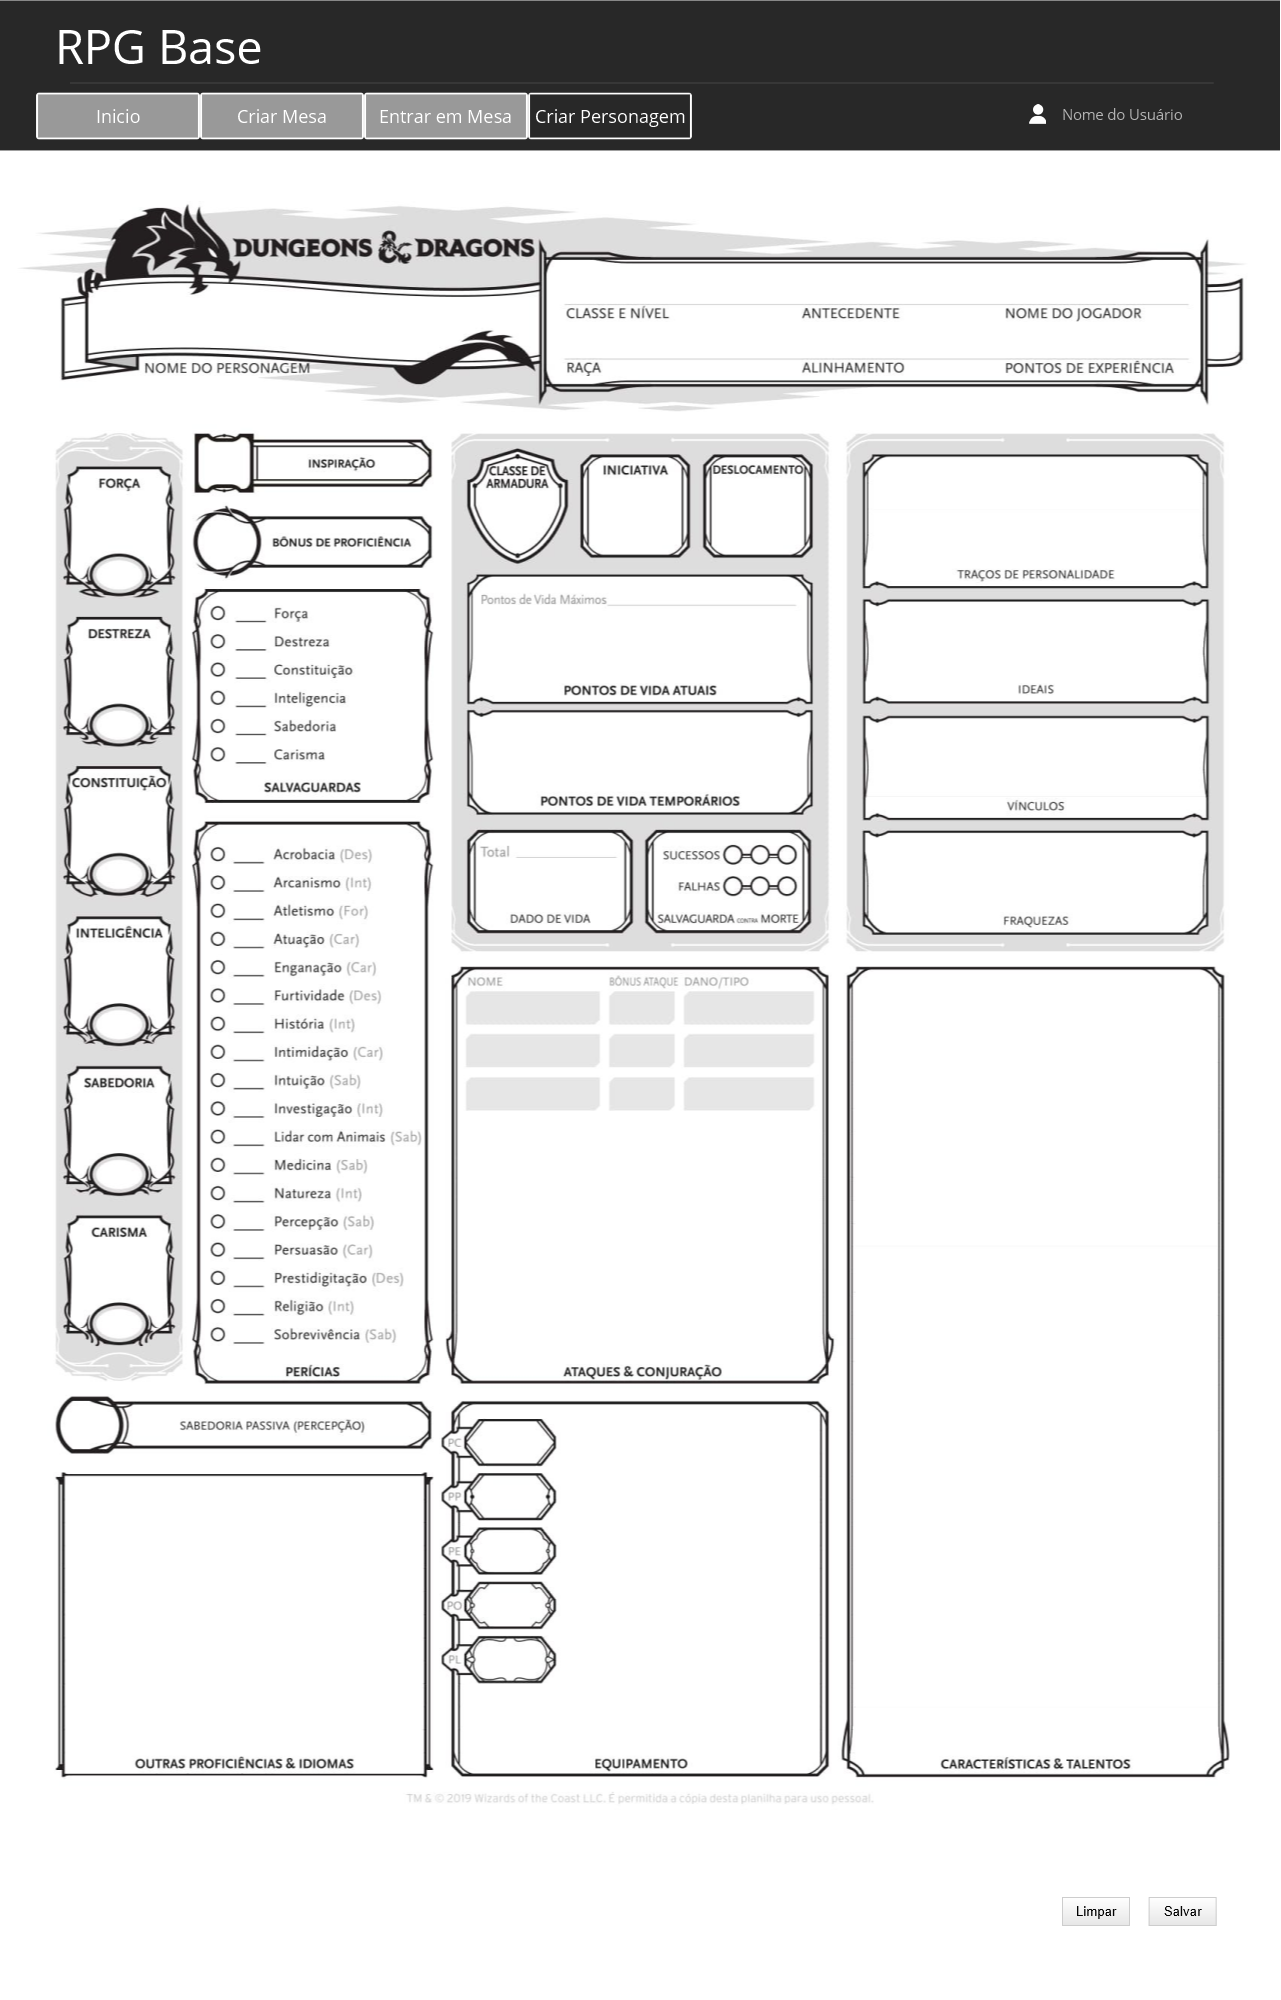 RPG Base
Inicio
Criar Mesa
Entrar em Mesa
Criar Personagem
Nome do Usuário
DUNGEONS & DRAGONS
CLASSE E NÍVEL
ANTECEDENTE
NOME DO JOGADOR
NOME DO PERSONAGEM
RAÇA
ALINHAMENTO
PONTOS DE EXPERIÊNCIA
FORÇA
DESTREZA
CONSTITUIÇÃO
INTELIGÊNCIA
SABEDORIA
CARISMA
INSPIRAÇÃO
BÔNUS DE PROFICIÊNCIA
Força
Destreza
Constituição
Inteligencia
Sabedoria
Carisma
SALVAGUARDAS
Acrobacia (Des)
Arcanismo (Int)
Atletismo (For)
Atuação (Car)
Enganação (Car)
Furtividade (Des)
História (Int)
Intimidação (Car)
Intuição (Sab)
Investigação (Int)
Lidar com Animais (Sab)
Medicina (Sab)
Natureza (Int)
Percepção (Sab)
Persuasão (Car)
Prestidigitação (Des)
Religião (Int)
Sobrevivência (Sab)
PERÍCIAS
SABEDORIA PASSIVA (PERCEPÇÃO)
OUTRAS PROFICIÊNCIAS & IDIOMAS
CLASSE DE
ARMADURA
INICIATIVA
DESLOCAMENTO
Pontos de Vida Máximos
PONTOS DE VIDA ATUAIS
PONTOS DE VIDA TEMPORÁRIOS
Total
DADO DE VIDA
SUCESSOS
FALHAS
SALVAGUARDA CONTRA MORTE
NOME
BÔNUS ATAQUE
DANO/TIPO
ATAQUES & CONJURAÇÃO
PC
PP
PE
PO
PL
EQUIPAMENTO
TRAÇOS DE PERSONALIDADE
IDEAIS
VÍNCULOS
FRAQUEZAS
CARACTERÍSTICAS & TALENTOS
TM & © 2019 Wizards of the Coast LLC. É permitida a cópia desta planilha para uso pessoal.
Limpar
Salvar